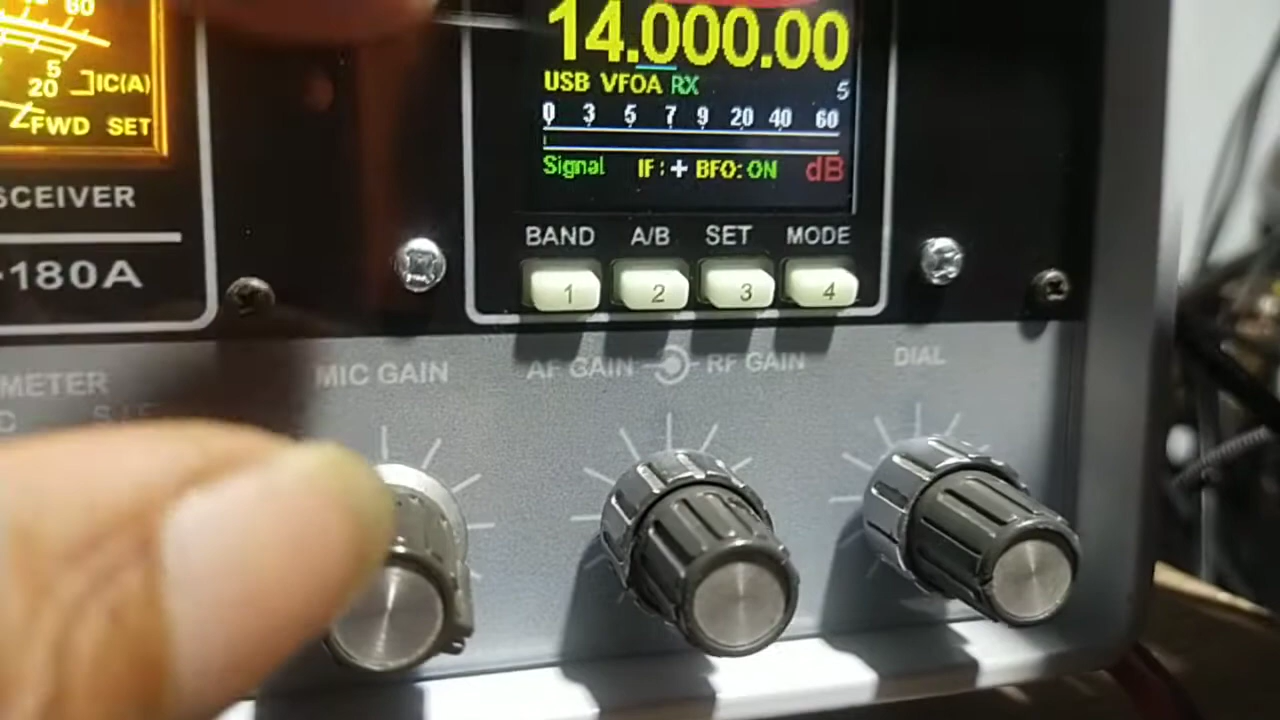 60
5
20 IC(A)
FWD SET
SCEIVER
-180A
14.000.00
USB VFOA RX 5
0 3 5 7 9 20 40 60
Signal IF:+ BFO: ON dB
BAND A/B SET MODE
1 2 3 4
METER
MIC GAIN
AF GAIN RF GAIN
DIAL